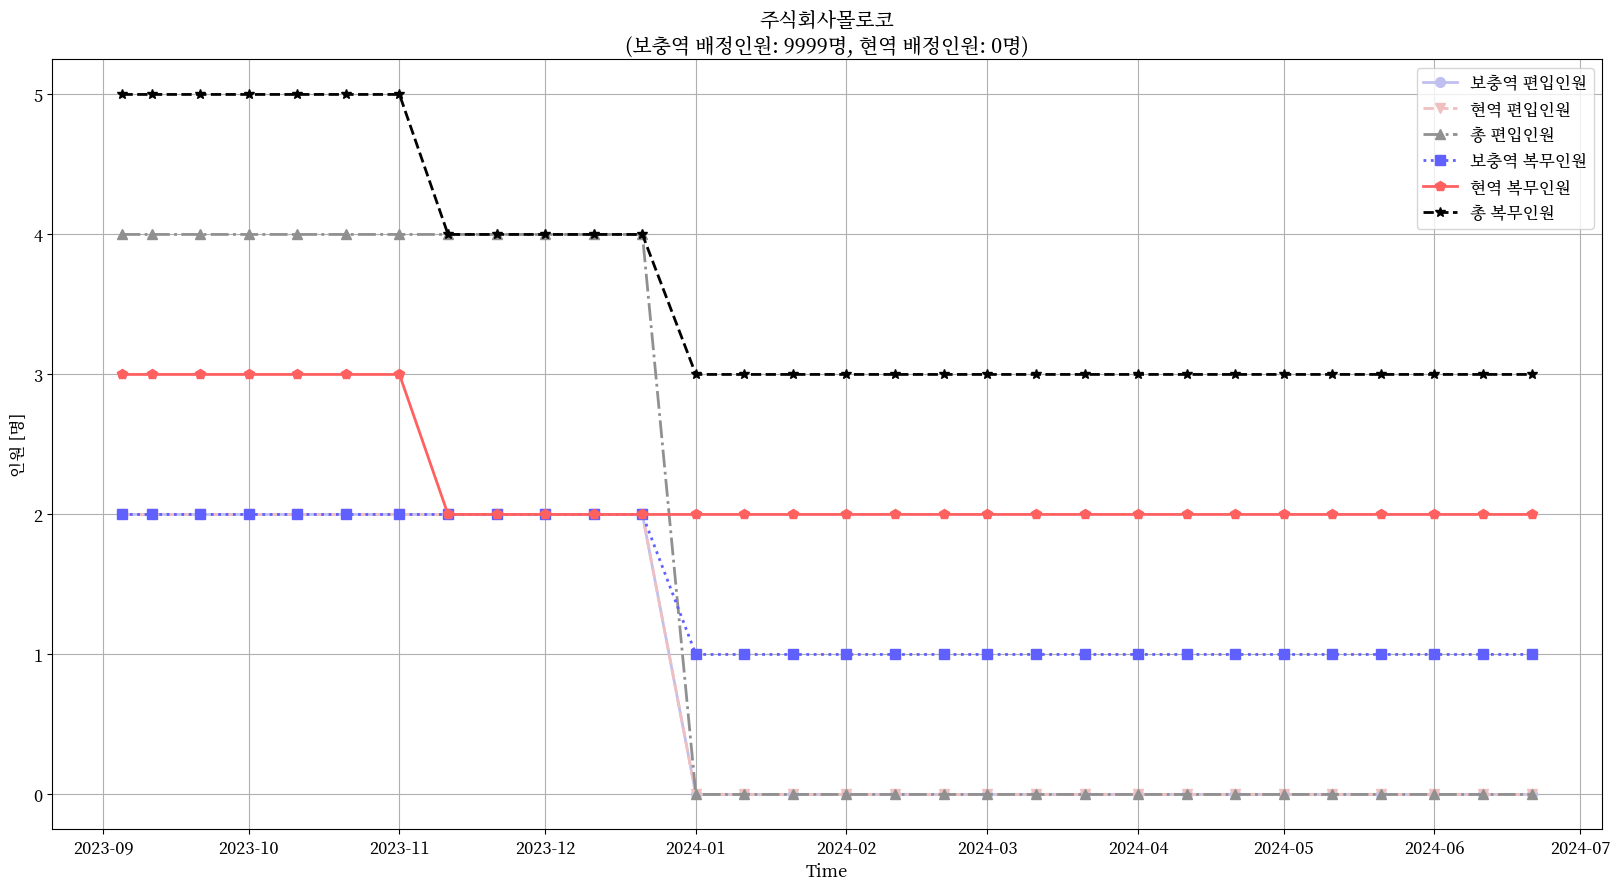 주식회사몰로코
(보충역 배정인원: 9999명, 현역 배정인원: 0명)
보충역 편입인원
현역 편입인원
총 편입인원
보충역 복무인원
현역 복무인원
총 복무인원
인원 [명]
5
4
3
2
1
0
2023-09
2023-10
2023-11
2023-12
2024-01
2024-02
2024-03
2024-04
2024-05
2024-06
2024-07
Time